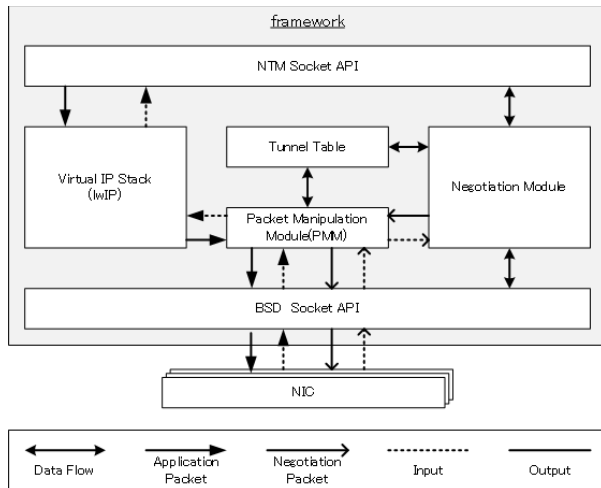 framework
NTM Socket API
Tunnel Table
Virtual IP Stack
(lwIP)
Negotiation Module
Packet Manipulation
Module(PMM)
BSD Socket API
NIC
Data Flow
Application
Packet
Negotiation
Packet
Input
Output